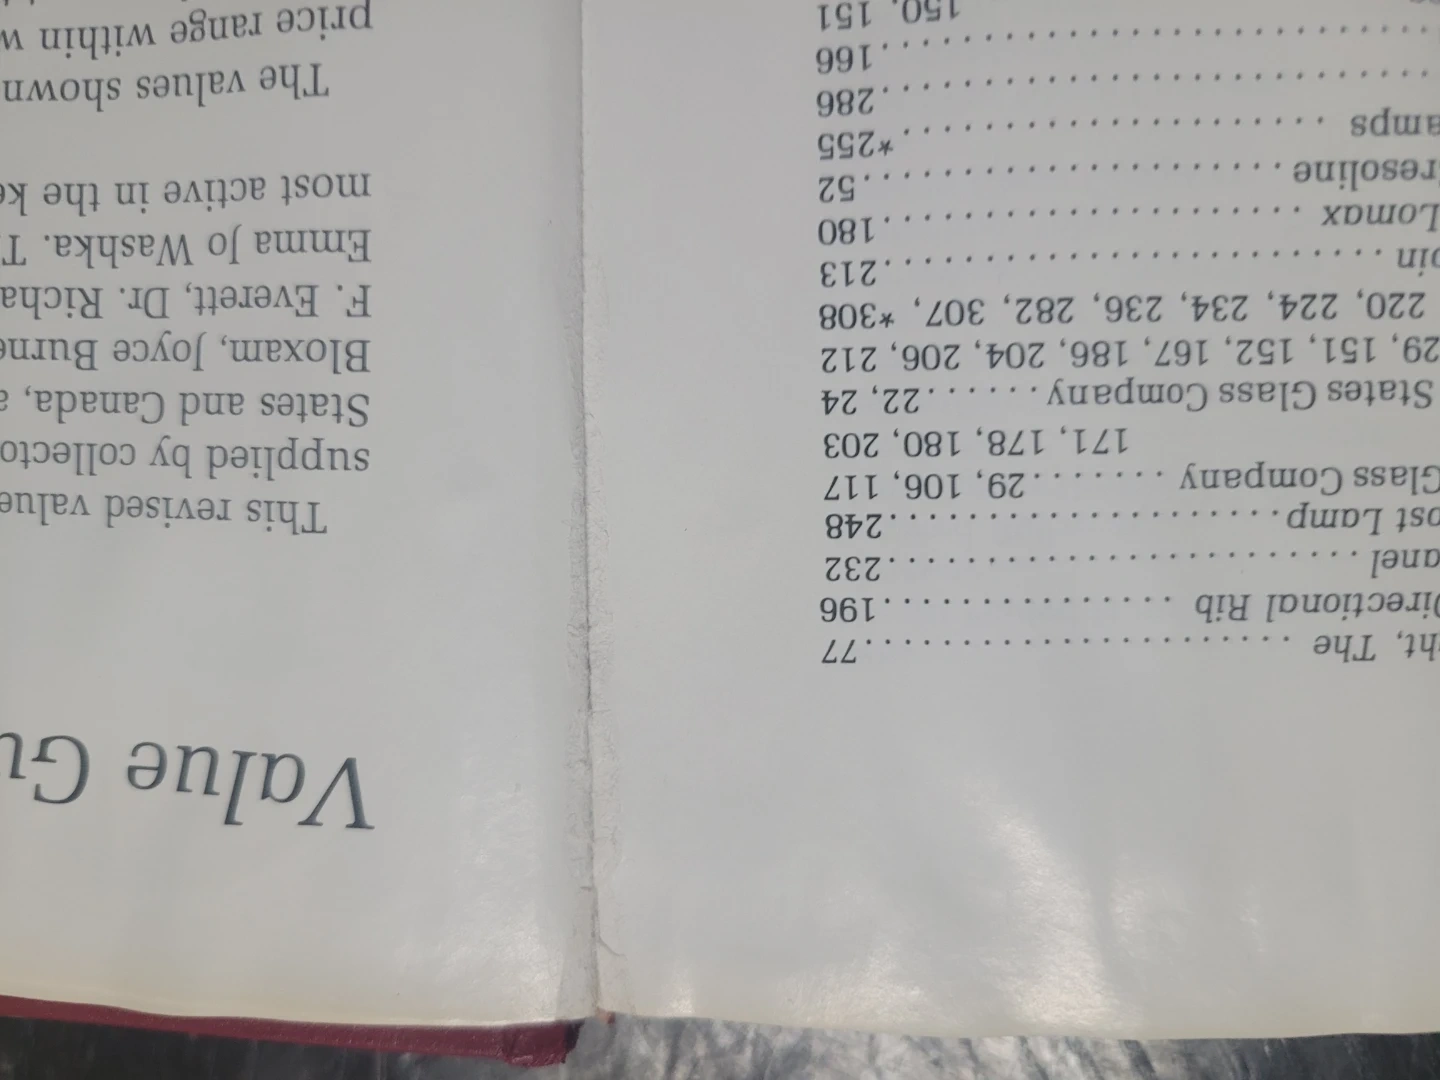 ht, The . . . . . . . . . . . . . . . . . . . . . . 77
Directional Rib . . . . . . . . . . . . . . . . 196
anel . . . . . . . . . . . . . . . . . . . . . . . . . 232
ost Lamp . . . . . . . . . . . . . . . . . . . . . 248
Glass Company . . . . . . . 29, 106, 117
171, 178, 180, 203
States Glass Company . . . . . . 22, 24
29, 151, 152, 167, 186, 204, 206, 212
220, 224, 234, 236, 282, 307, *308
oin . . . . . . . . . . . . . . . . . . . . . . . . . . 213
Lomax . . . . . . . . . . . . . . . . . . . . . . 180
resoline . . . . . . . . . . . . . . . . . . . . . . 52
amps . . . . . . . . . . . . . . . . . . . . . . *255
. . . . . . . . . . . . . . . . . . . . . . . . . . . . 286
. . . . . . . . . . . . . . . . . . . . . . . . . . . . 166
150, 151
Value Gu
This revised value
supplied by collecto
States and Canada, a
Bloxam, Joyce Burne
F. Everett, Dr. Richa
Emma Jo Washka. T
most active in the ke
The values shown
price range within w